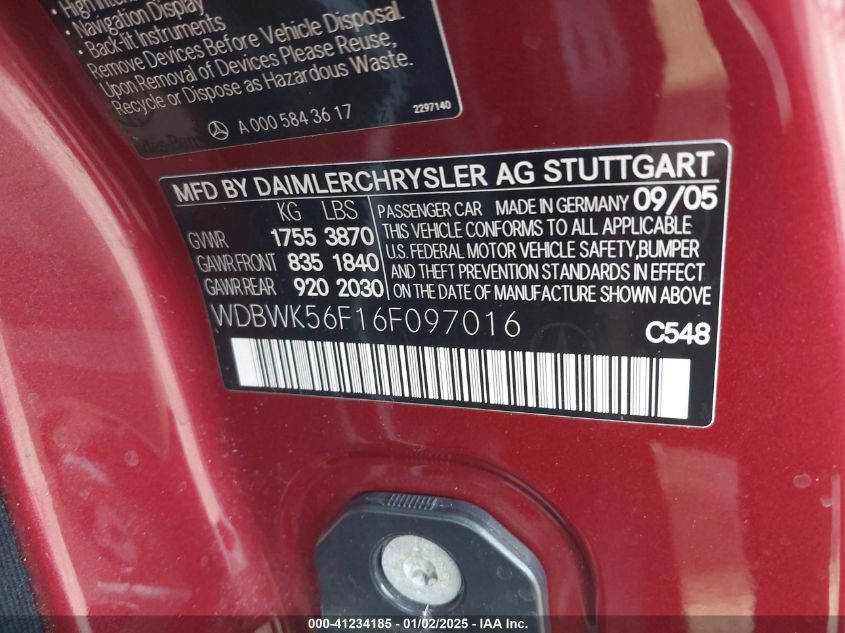 High Inten
• Navigation Display
• Back-lit Instruments
Remove Devices Before Vehicle Disposal.
Upon Removal of Devices Please Reuse,
Recycle or Dispose as Hazardous Waste.
A 000 584 36 17
2297140
MFD BY DAIMLERCHRYSLER AG STUTTGART
KG LBS
GVWR 1755 3870
GAWR FRONT 835 1840
GAWR REAR 920 2030
PASSENGER CAR MADE IN GERMANY 09/05
THIS VEHICLE CONFORMS TO ALL APPLICABLE
U.S. FEDERAL MOTOR VEHICLE SAFETY, BUMPER
AND THEFT PREVENTION STANDARDS IN EFFECT
ON THE DATE OF MANUFACTURE SHOWN ABOVE
WDBWK56F16F097016
C548
000-41234185 - 01/02/2025 - IAA Inc.